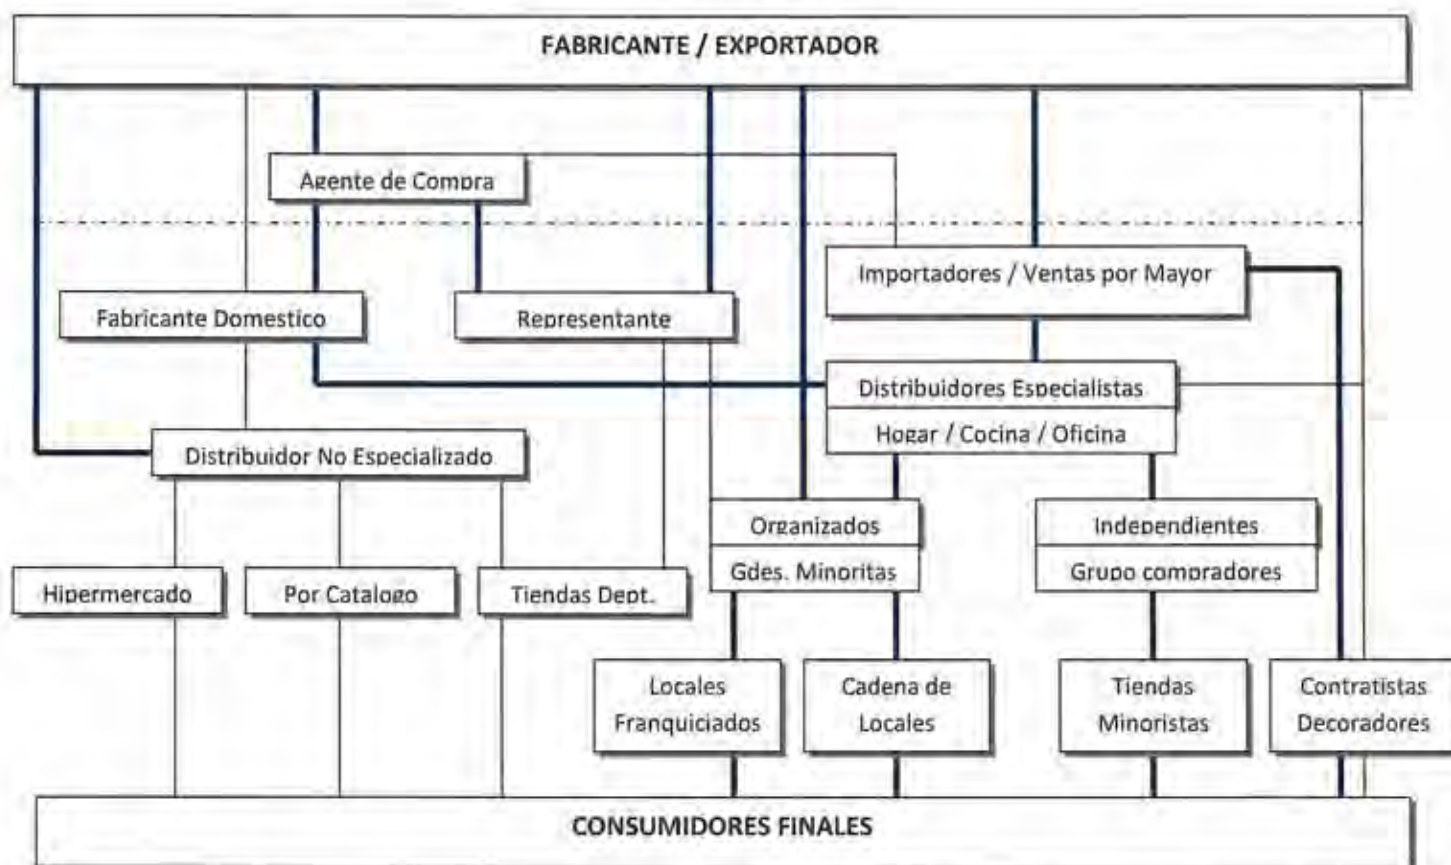 FABRICANTE / EXPORTADOR
Agente de Compra
Importadores / Ventas por Mayor
Fabricante Domestico
Representante
Distribuidores Especialistas
Hogar / Cocina / Oficina
Distribuidor No Especializado
Organizados
Gdes. Minoritas
Independientes
Grupo compradores
Hipermercado
Por Catalogo
Tiendas Dept.
Locales
Franquiciados
Cadena de
Locales
Tiendas
Minoristas
Contratistas
Decoradores
CONSUMIDORES FINALES